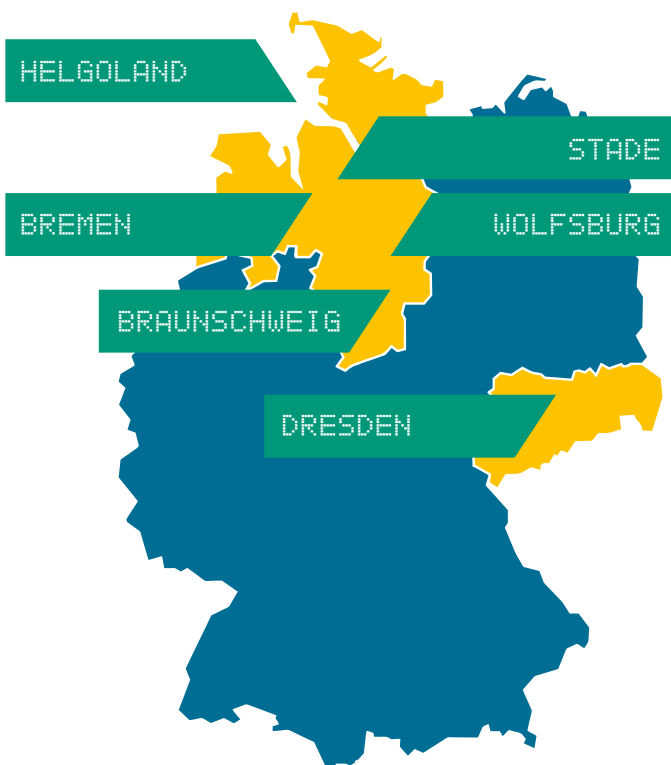 HELGOLAND
STADE
BREMEN
WOLFSBURG
BRAUNSCHWEIG
DRESDEN